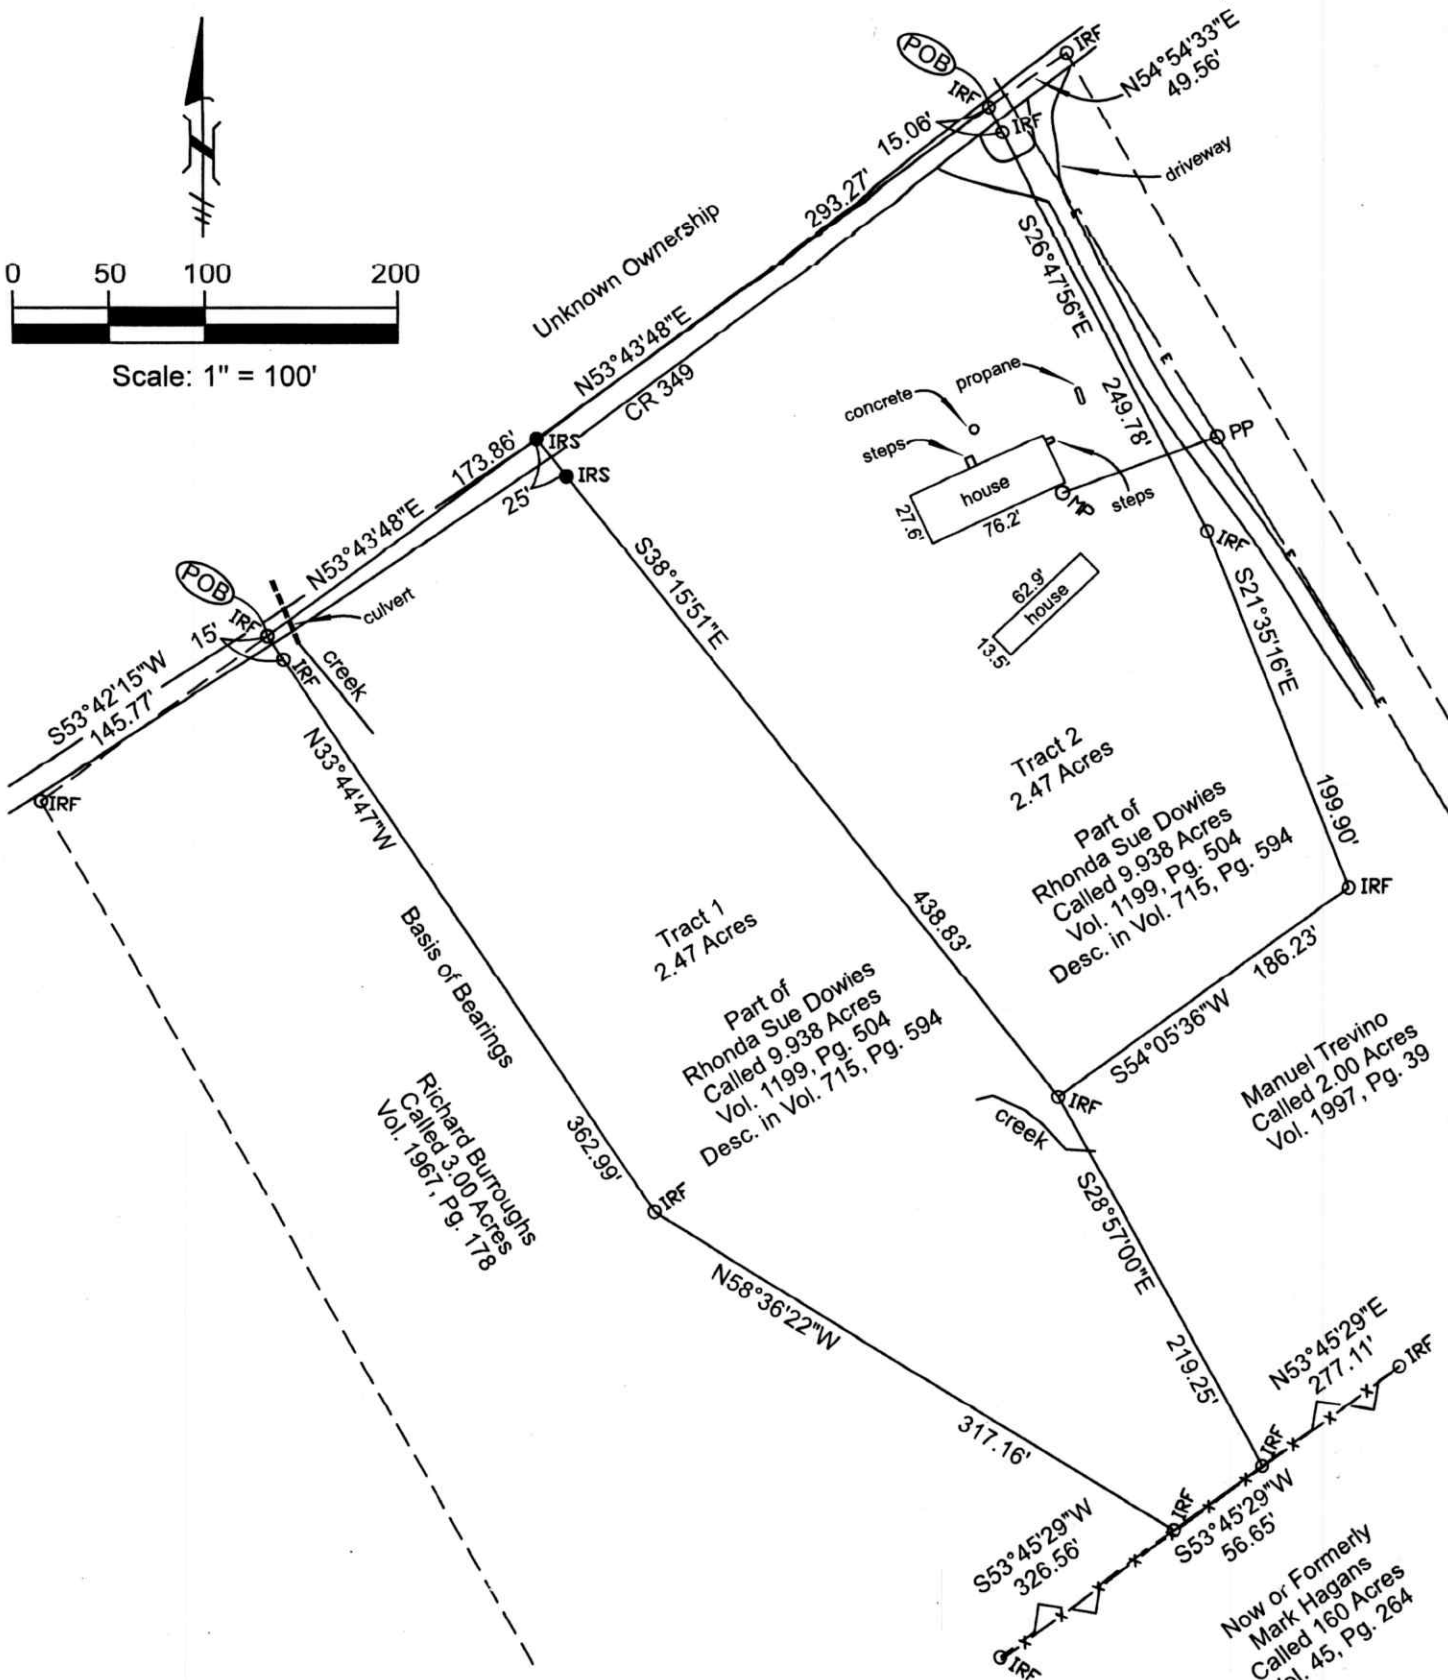 POB
IRF
N54°54'33"E
49.56'
IRF
IRF
15.06'
driveway
293.27'
N
0 50 100 200
Scale: 1" = 100'
Unknown Ownership
S26°47'56"E
249.78'
N53°43'48"E
CR 349
E
E
E
E
propane
concrete
steps
house
27.6'
76.2'
MP
steps
PP
173.86'
IRS
IRS
25'
N53°43'48"E
IRF
62.9'
house
13.5'
S21°35'16"E
S38°15'51"E
POB
IRF
15'
IRF
culvert
creek
S53°42'15"W
145.77'
IRF
N33°44'47"W
Tract 2
2.47 Acres
199.90'
Part of
Rhonda Sue Dowies
Called 9.938 Acres
Vol. 1199, Pg. 504
Desc. in Vol. 715, Pg. 594
IRF
438.83'
Basis of Bearings
Tract 1
2.47 Acres
Part of
Rhonda Sue Dowies
Called 9.938 Acres
Vol. 1199, Pg. 504
Desc. in Vol. 715, Pg. 594
186.23'
S54°05'36"W
Manuel Trevino
Called 2.00 Acres
Vol. 1997, Pg. 39
IRF
creek
Richard Burroughs
Called 3.00 Acres
Vol. 1967, Pg. 178
362.99'
IRF
S28°57'00"E
219.25'
N58°36'22"W
317.16'
N53°45'29"E
277.11'
IRF
IRF
IRF
S53°45'29"W
56.65'
S53°45'29"W
326.56'
IRF
Now or Formerly
Mark Hagans
Called 160 Acres
Vol. 45, Pg. 264